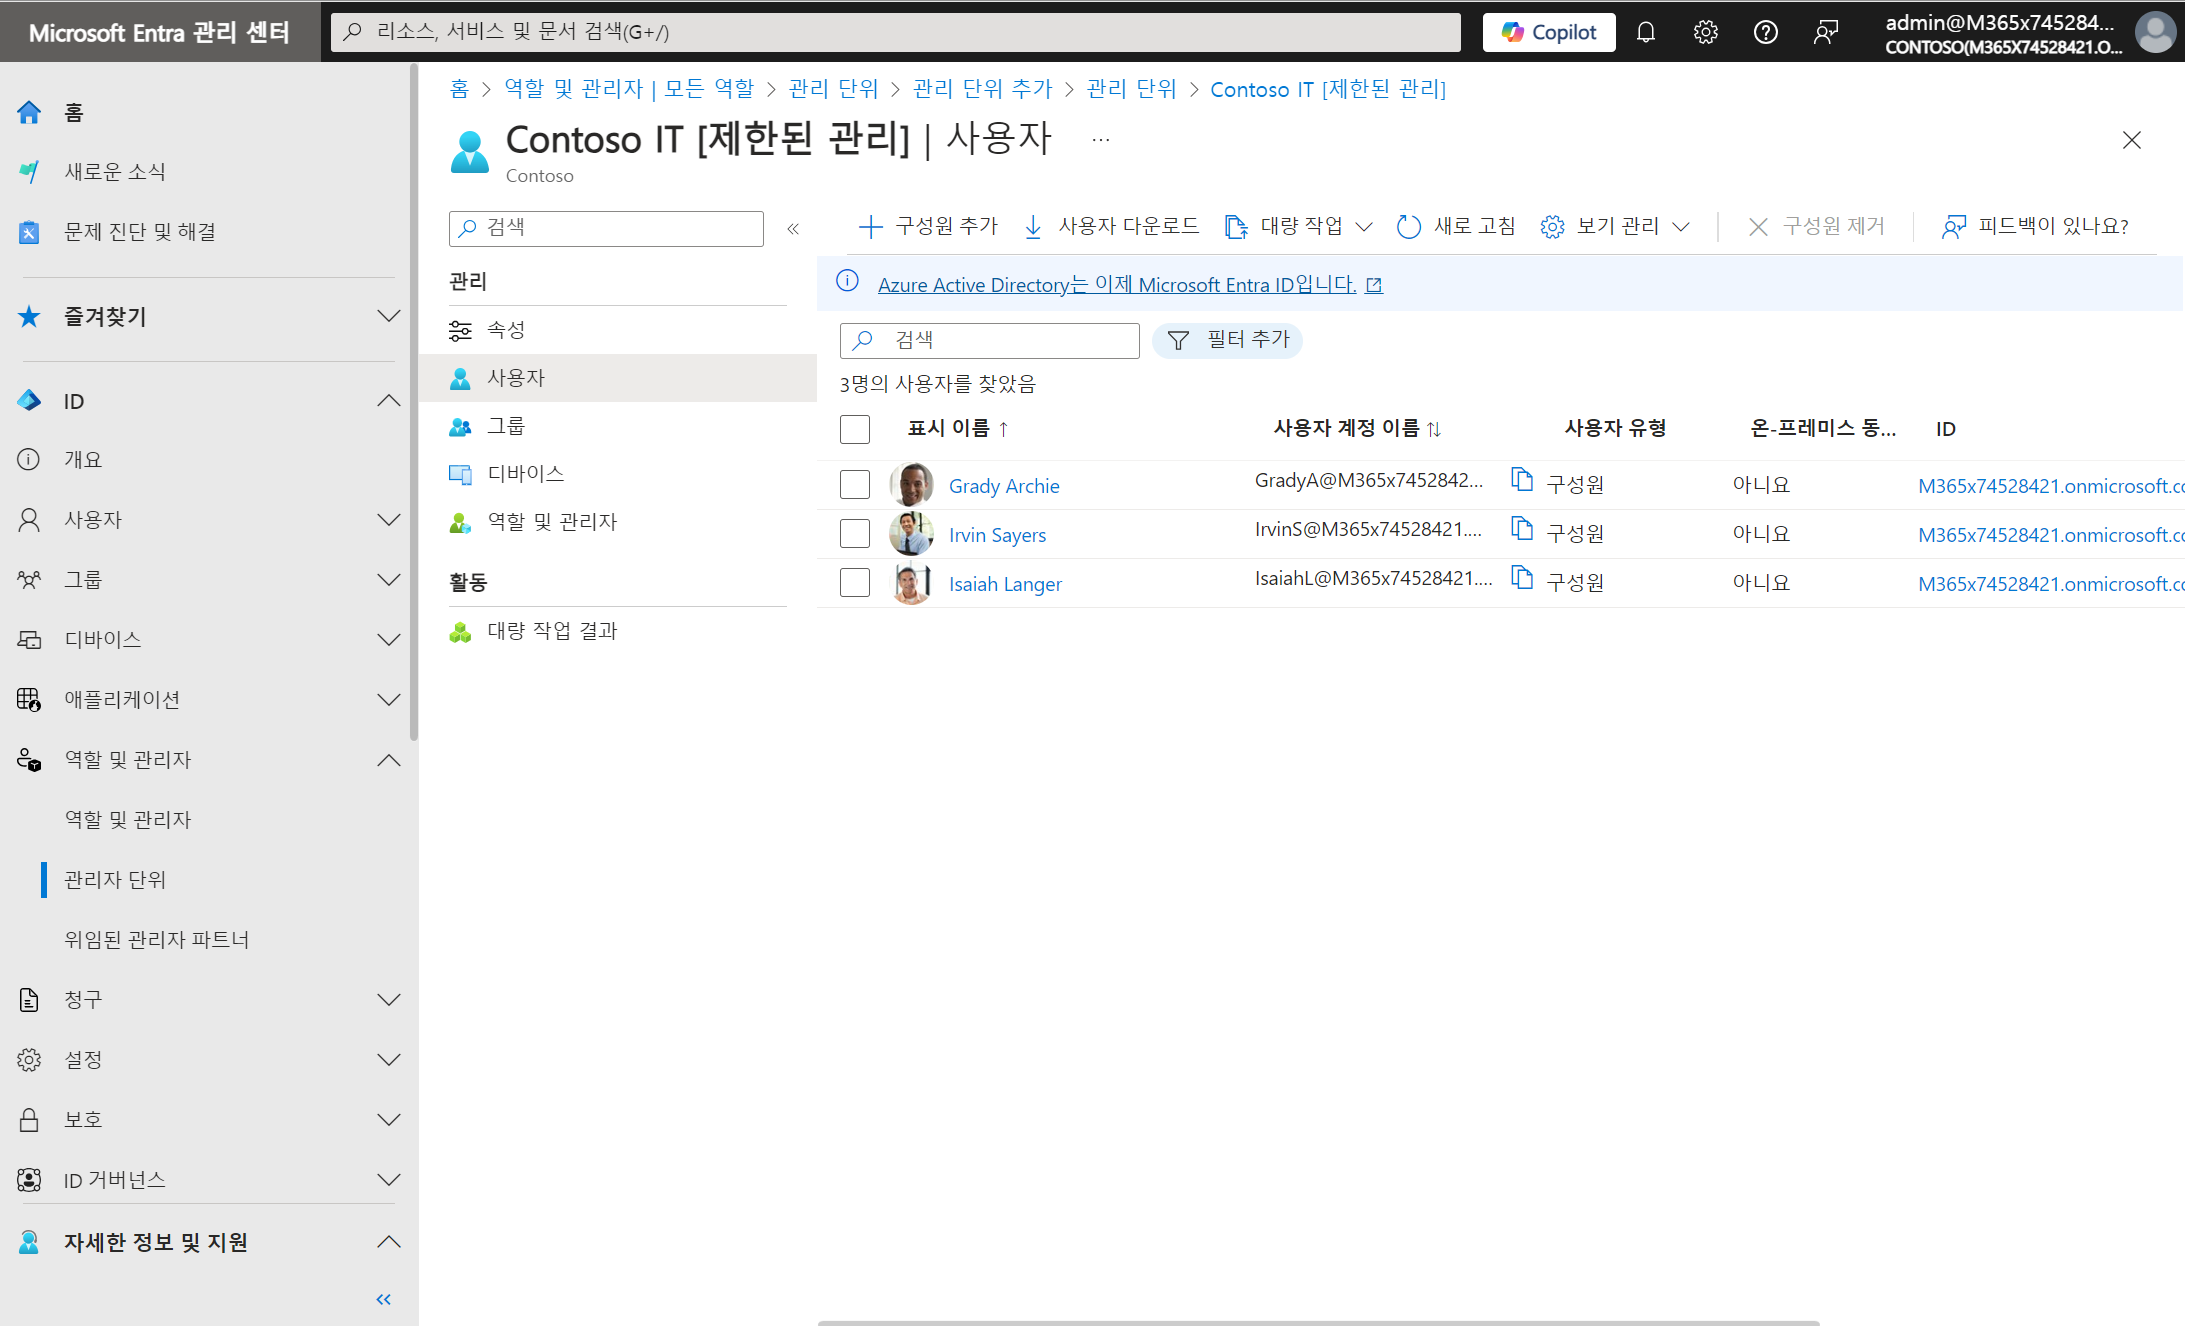 Microsoft Entra 관리 센터
리소스, 서비스 및 문서 검색(G+/)
Copilot
admin@M365x745284...
CONTOSO(M365X74528421.O...
홈
새로운 소식
문제 진단 및 해결
즐겨찾기
ID
개요
사용자
그룹
디바이스
애플리케이션
역할 및 관리자
역할 및 관리자
관리자 단위
위임된 관리자 파트너
청구
설정
보호
ID 거버넌스
자세한 정보 및 지원
홈 > 역할 및 관리자 | 모든 역할 > 관리 단위 > 관리 단위 추가 > 관리 단위 > Contoso IT [제한된 관리]
Contoso IT [제한된 관리] | 사용자 ...
Contoso
검색
관리
속성
사용자
그룹
디바이스
역할 및 관리자
활동
대량 작업 결과
구성원 추가 사용자 다운로드 대량 작업 새로 고침 보기 관리 구성원 제거 피드백이 있나요?
Azure Active Directory는 이제 Microsoft Entra ID입니다.
검색 필터 추가
3명의 사용자를 찾았음
표시 이름 ↑ 사용자 계정 이름 ↑↓ 사용자 유형 온-프레미스 동... ID
Grady Archie GradyA@M365x7452842... 구성원 아니요 M365x74528421.onmicrosoft.co
Irvin Sayers IrvinS@M365x74528421.... 구성원 아니요 M365x74528421.onmicrosoft.co
Isaiah Langer IsaiahL@M365x74528421.... 구성원 아니요 M365x74528421.onmicrosoft.co